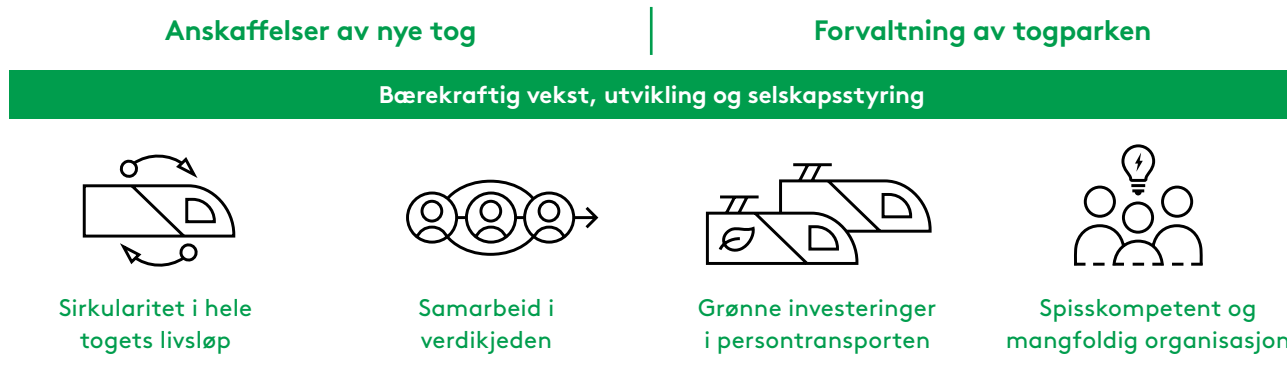 Anskaffelser av nye tog
Forvaltning av togparken
Bærekraftig vekst, utvikling og selskapsstyring
Sirkularitet i hele
togets livsløp
Samarbeid i
verdikjeden
Grønne investeringer
i persontransporten
Spisskompetent og
mangfoldig organisasjon